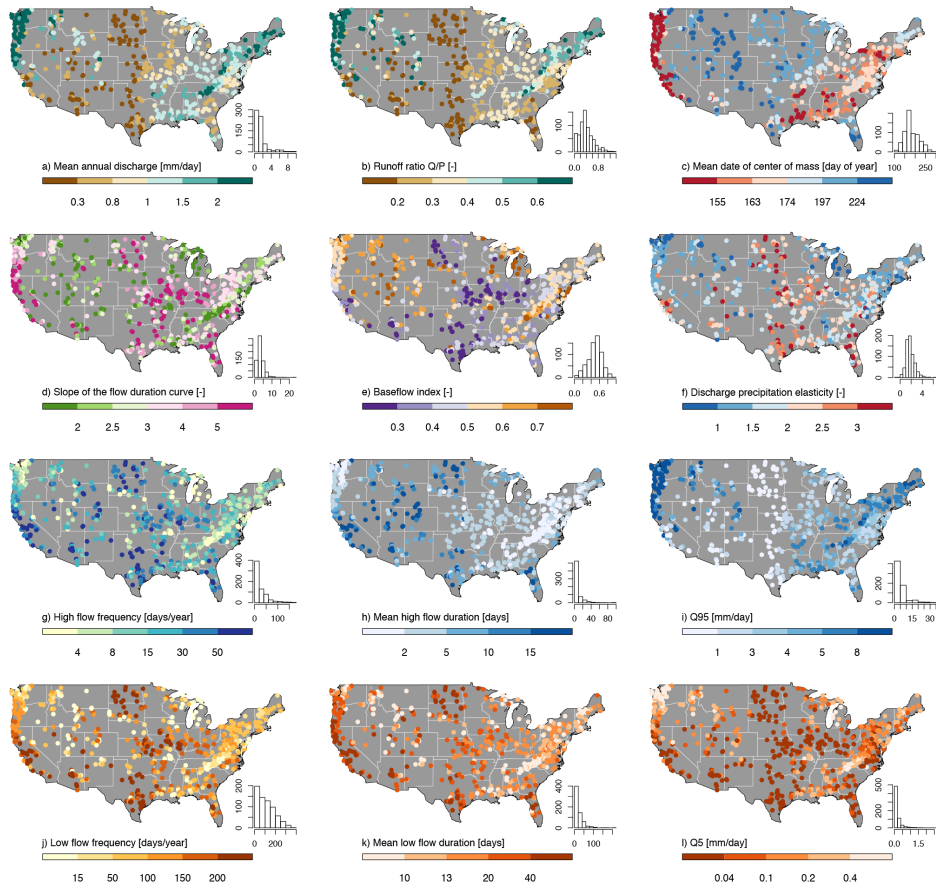 300
150
0
0 4 8
a) Mean annual discharge [mm/day]
0.3 0.8 1 1.5 2
100
0
0.0 0.8
b) Runoff ratio Q/P [-]
0.2 0.3 0.4 0.5 0.6
100
0
100 250
c) Mean date of center of mass [day of year]
155 163 174 197 224
150
0
0 10 20
d) Slope of the flow duration curve [-]
2 2.5 3 4 5
100
0
0.0 0.6
e) Baseflow index [-]
0.3 0.4 0.5 0.6 0.7
200
100
0
0 4
f) Discharge precipitation elasticity [-]
1 1.5 2 2.5 3
400
200
0
0 100
g) High flow frequency [days/year]
4 8 15 30 50
300
0
0 40 80
h) Mean high flow duration [days]
2 5 10 15
200
0
0 15 30
i) Q95 [mm/day]
1 3 4 5 8
200
100
0
0 200
j) Low flow frequency [days/year]
15 50 100 150 200
400
200
0
0 100
k) Mean low flow duration [days]
10 13 20 40
500
200
0
0.0 1.5
l) Q5 [mm/day]
0.04 0.1 0.2 0.4